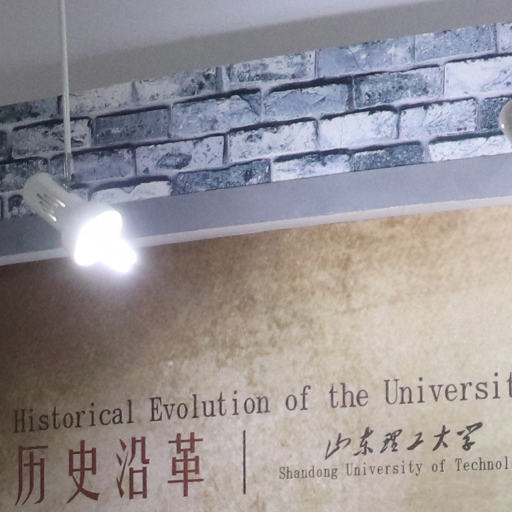 Historical Evolution of the Universit
历史沿革
山东理工大学
Shandong University of Technol